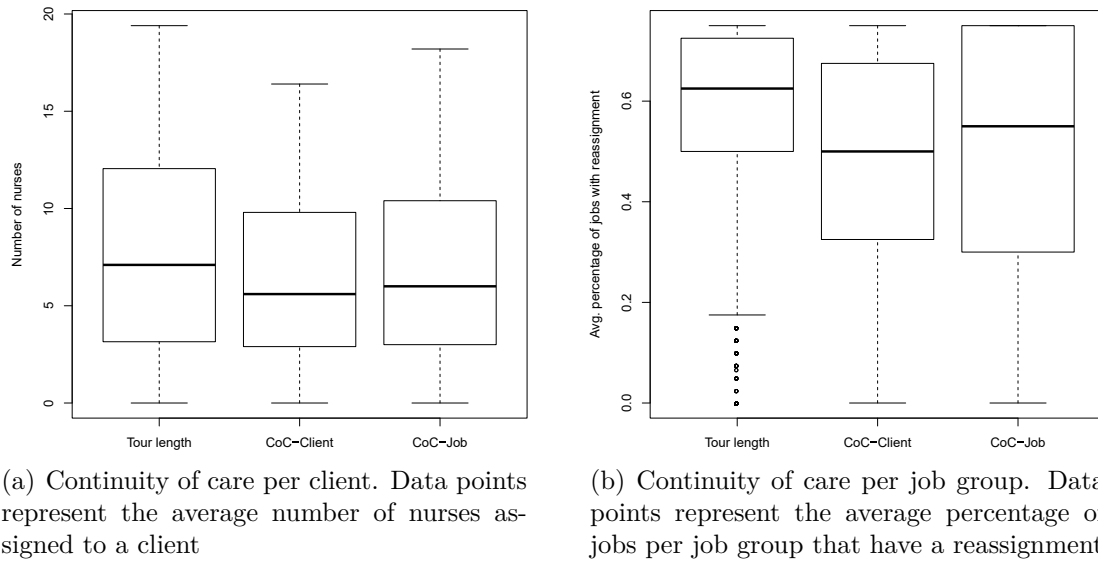 20
15
10
5
0
Number of nurses
Tour length
CoC−Client
CoC−Job
0.6
0.4
0.2
0.0
Avg. percentage of jobs with reassignment
Tour length
CoC−Client
CoC−Job
(a) Continuity of care per client. Data points
represent the average number of nurses as-
signed to a client
(b) Continuity of care per job group. Data
points represent the average percentage of
jobs per job group that have a reassignment